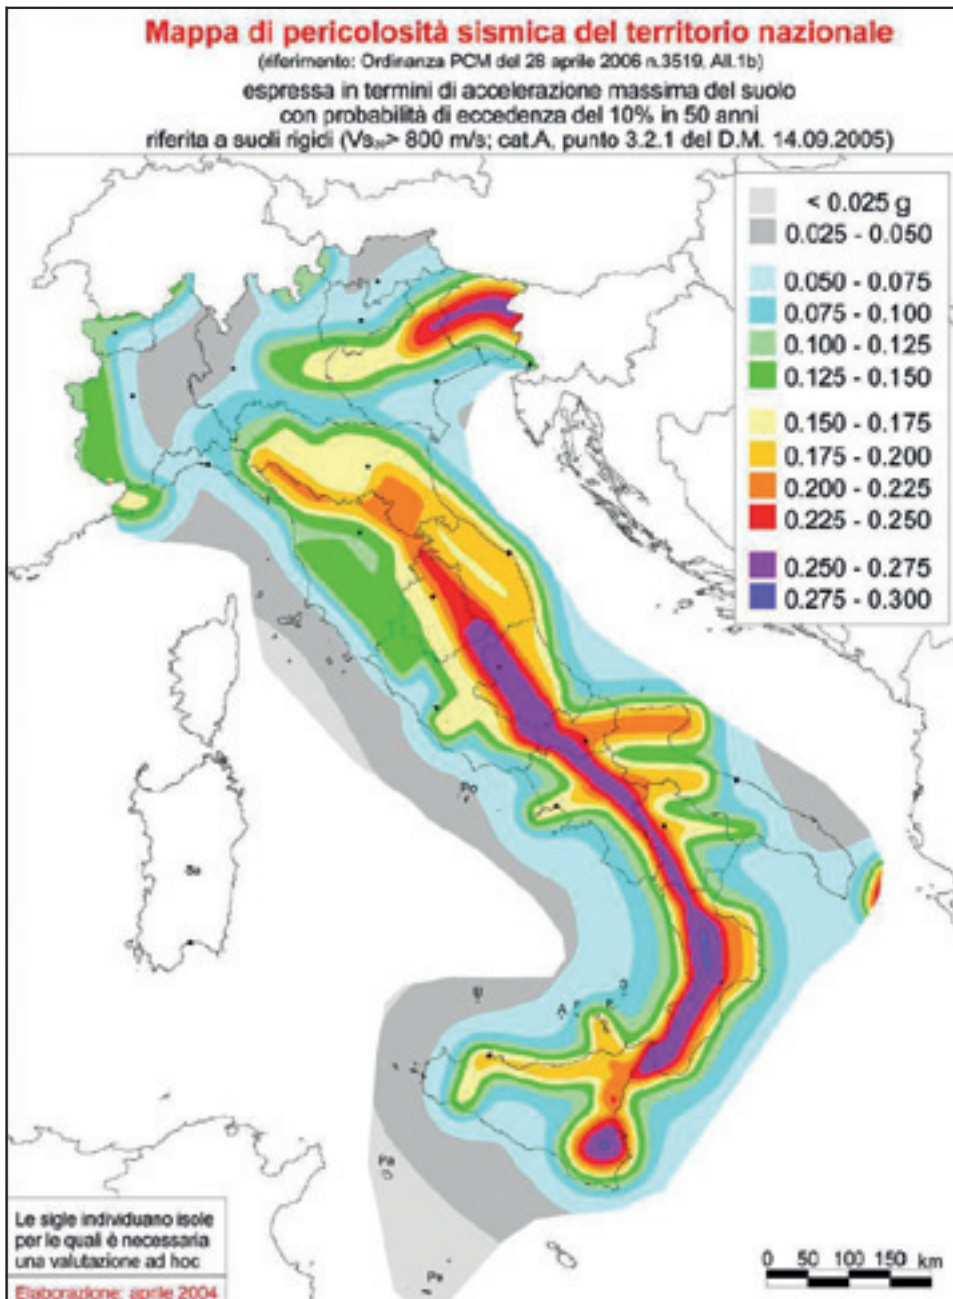 Mappa di pericolosità sismica del territorio nazionale
(riferimento: Ordinanza PCM del 28 aprile 2006 n.3519, All.1b)
espressa in termini di accelerazione massima del suolo
con probabilità di eccedenza del 10% in 50 anni
riferita a suoli rigidi (Vs₃₀> 800 m/s; cat.A, punto 3.2.1 del D.M. 14.09.2005)
< 0.025 g
0.025 - 0.050
0.050 - 0.075
0.075 - 0.100
0.100 - 0.125
0.125 - 0.150
0.150 - 0.175
0.175 - 0.200
0.200 - 0.225
0.225 - 0.250
0.250 - 0.275
0.275 - 0.300
Sa
U
A
Pa
Pe
Le sigle individuano isole
per le quali è necessaria
una valutazione ad hoc
Elaborazione: aprile 2004
0 50 100 150 km